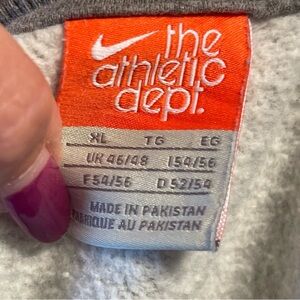 the
athletic
dept.
XL TG EG
UK 46/48 I 54/56
F 54/56 D 52/54
MADE IN PAKISTAN
FABRIQUE AU PAKISTAN